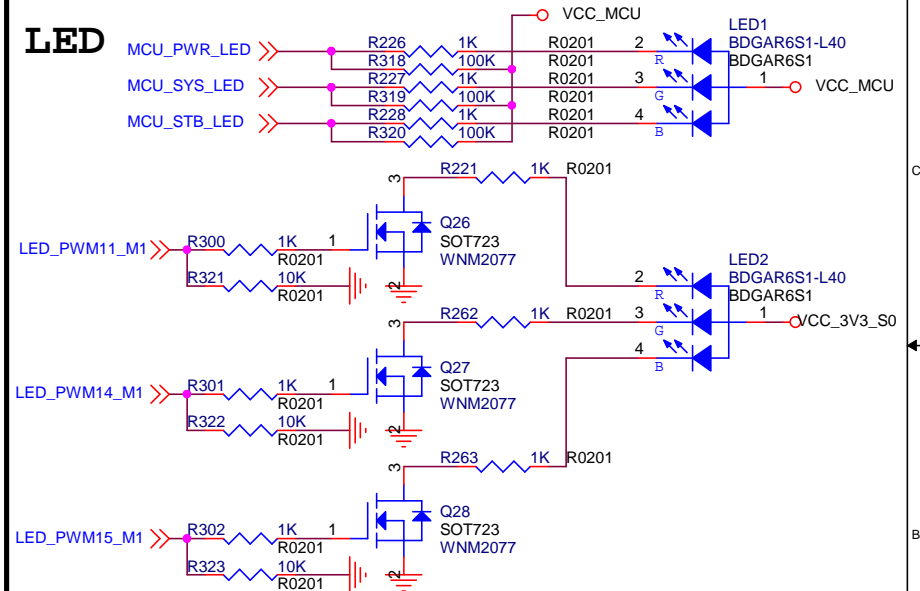 LED
VCC_MCU
MCU_PWR_LED
R226 1K R0201
R318 100K R0201
MCU_SYS_LED
R227 1K R0201
R319 100K R0201
MCU_STB_LED
R228 1K R0201
R320 100K R0201
LED1
BDGAR6S1-L40
BDGAR6S1
2 R
3 G
4 B
1 VCC_MCU
C
R221 1K R0201
3
Q26
SOT723
WNM2077
LED_PWM11_M1
R300 1K 1
R0201
R321 10K
R0201
2
LED2
BDGAR6S1-L40
BDGAR6S1
2 R
3 G
4 B
1 VCC_3V3_S0
R262 1K R0201
3
Q27
SOT723
WNM2077
LED_PWM14_M1
R301 1K 1
R0201
R322 10K
R0201
2
R263 1K R0201
3
Q28
SOT723
WNM2077
LED_PWM15_M1
R302 1K 1
R0201
R323 10K
R0201
2
B